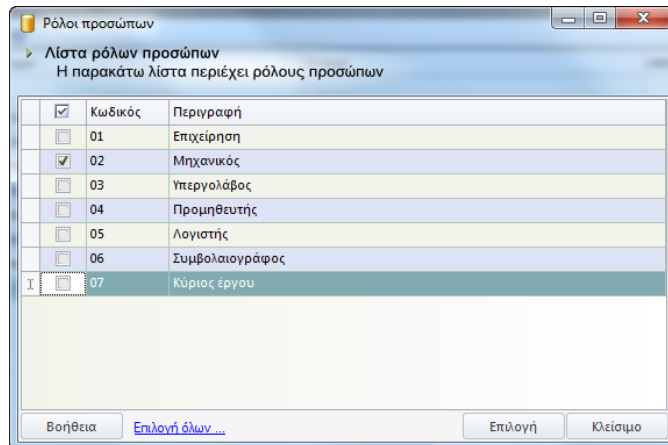 Ρόλοι προσώπων
Λίστα ρόλων προσώπων
Η παρακάτω λίστα περιέχει ρόλους προσώπων
Κωδικός Περιγραφή
01 Επιχείρηση
02 Μηχανικός
03 Υπεργολάβος
04 Προμηθευτής
05 Λογιστής
06 Συμβολαιογράφος
07 Κύριος έργου
Βοήθεια Επιλογή όλων ... Επιλογή Κλείσιμο